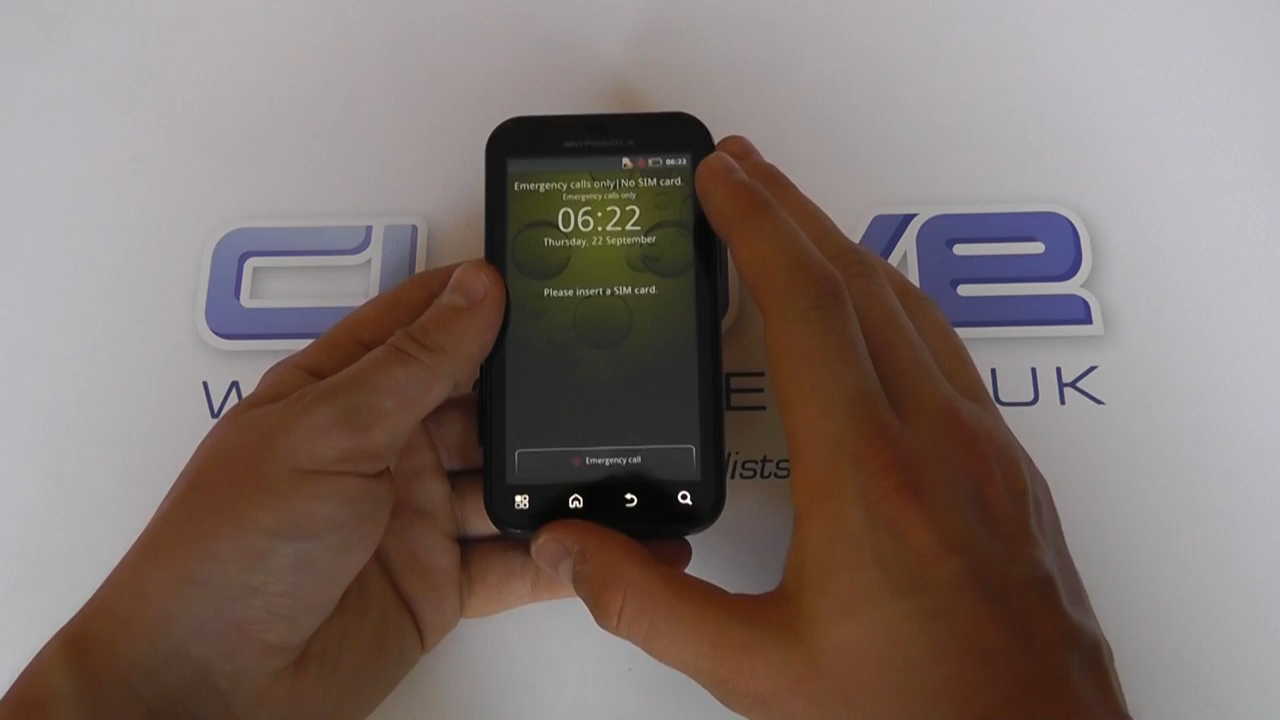 MOTOROLA
06:22
Emergency calls only|No SIM card.
Emergency calls only
06:22
Thursday, 22 September
Please insert a SIM card.
Emergency call
UK
lists